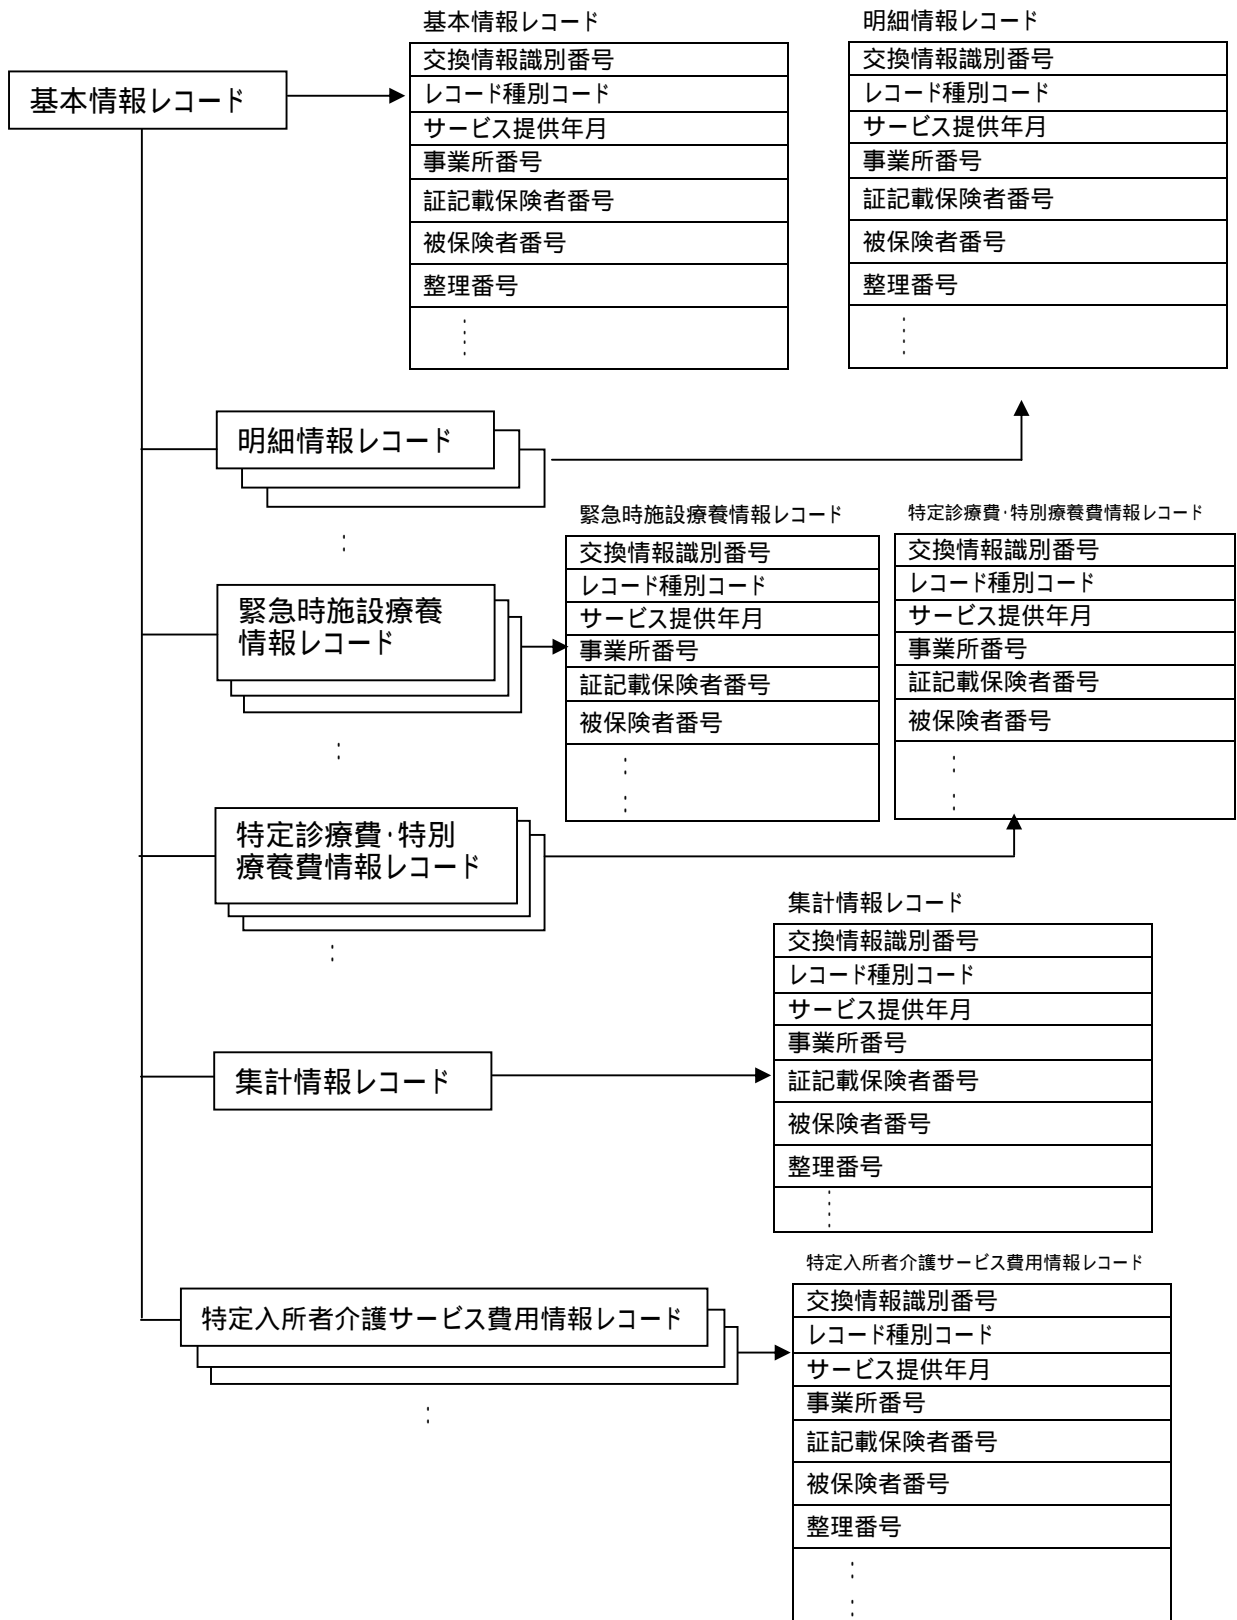 基本情報レコード
基本情報レコード
交換情報識別番号
レコード種別コード
サービス提供年月
事業所番号
証記載保険者番号
被保険者番号
整理番号
明細情報レコード
交換情報識別番号
レコード種別コード
サービス提供年月
事業所番号
証記載保険者番号
被保険者番号
整理番号
明細情報レコード
緊急時施設療養
情報レコード
緊急時施設療養情報レコード
交換情報識別番号
レコード種別コード
サービス提供年月
事業所番号
証記載保険者番号
被保険者番号
特定診療費･特別療養費情報レコード
交換情報識別番号
レコード種別コード
サービス提供年月
事業所番号
証記載保険者番号
被保険者番号
特定診療費･特別
療養費情報レコード
集計情報レコード
集計情報レコード
交換情報識別番号
レコード種別コード
サービス提供年月
事業所番号
証記載保険者番号
被保険者番号
整理番号
特定入所者介護サービス費用情報レコード
特定入所者介護サービス費用情報レコード
交換情報識別番号
レコード種別コード
サービス提供年月
事業所番号
証記載保険者番号
被保険者番号
整理番号